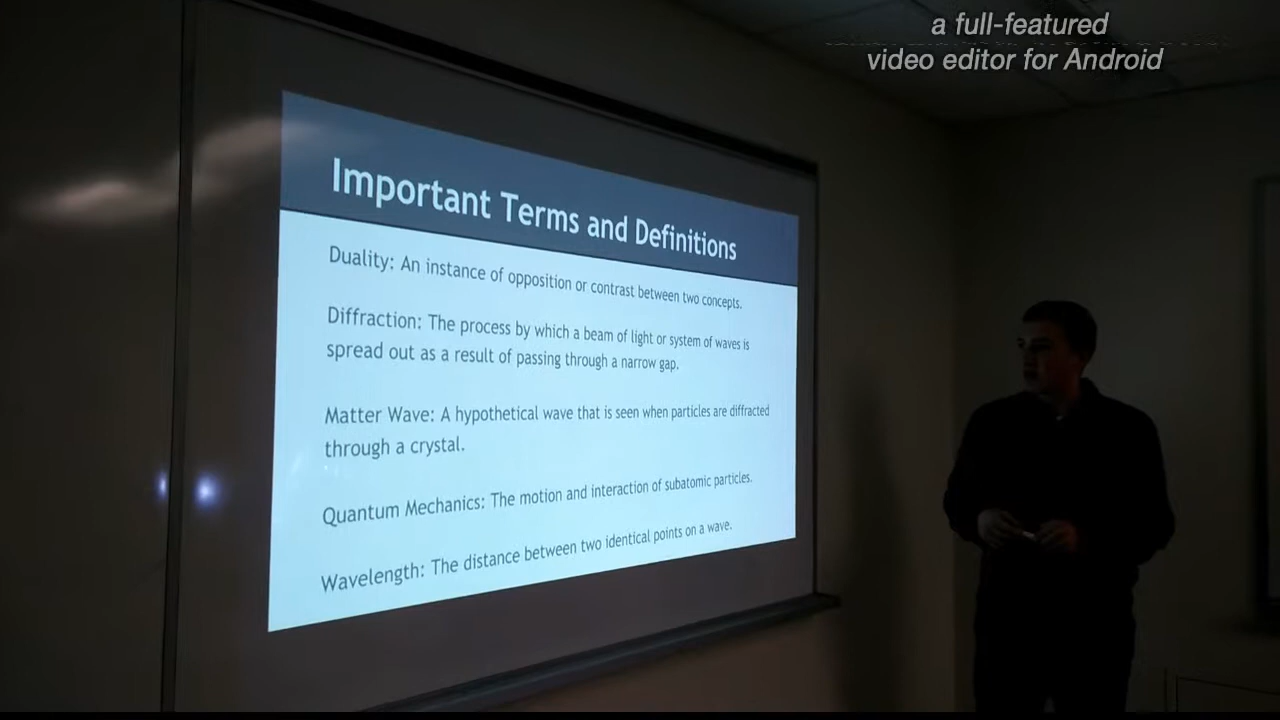 a full-featured
video editor for Android
Important Terms and Definitions
Duality: An instance of opposition or contrast between two concepts.
Diffraction: The process by which a beam of light or system of waves is
spread out as a result of passing through a narrow gap.
Matter Wave: A hypothetical wave that is seen when particles are diffracted
through a crystal.
Quantum Mechanics: The motion and interaction of subatomic particles.
Wavelength: The distance between two identical points on a wave.